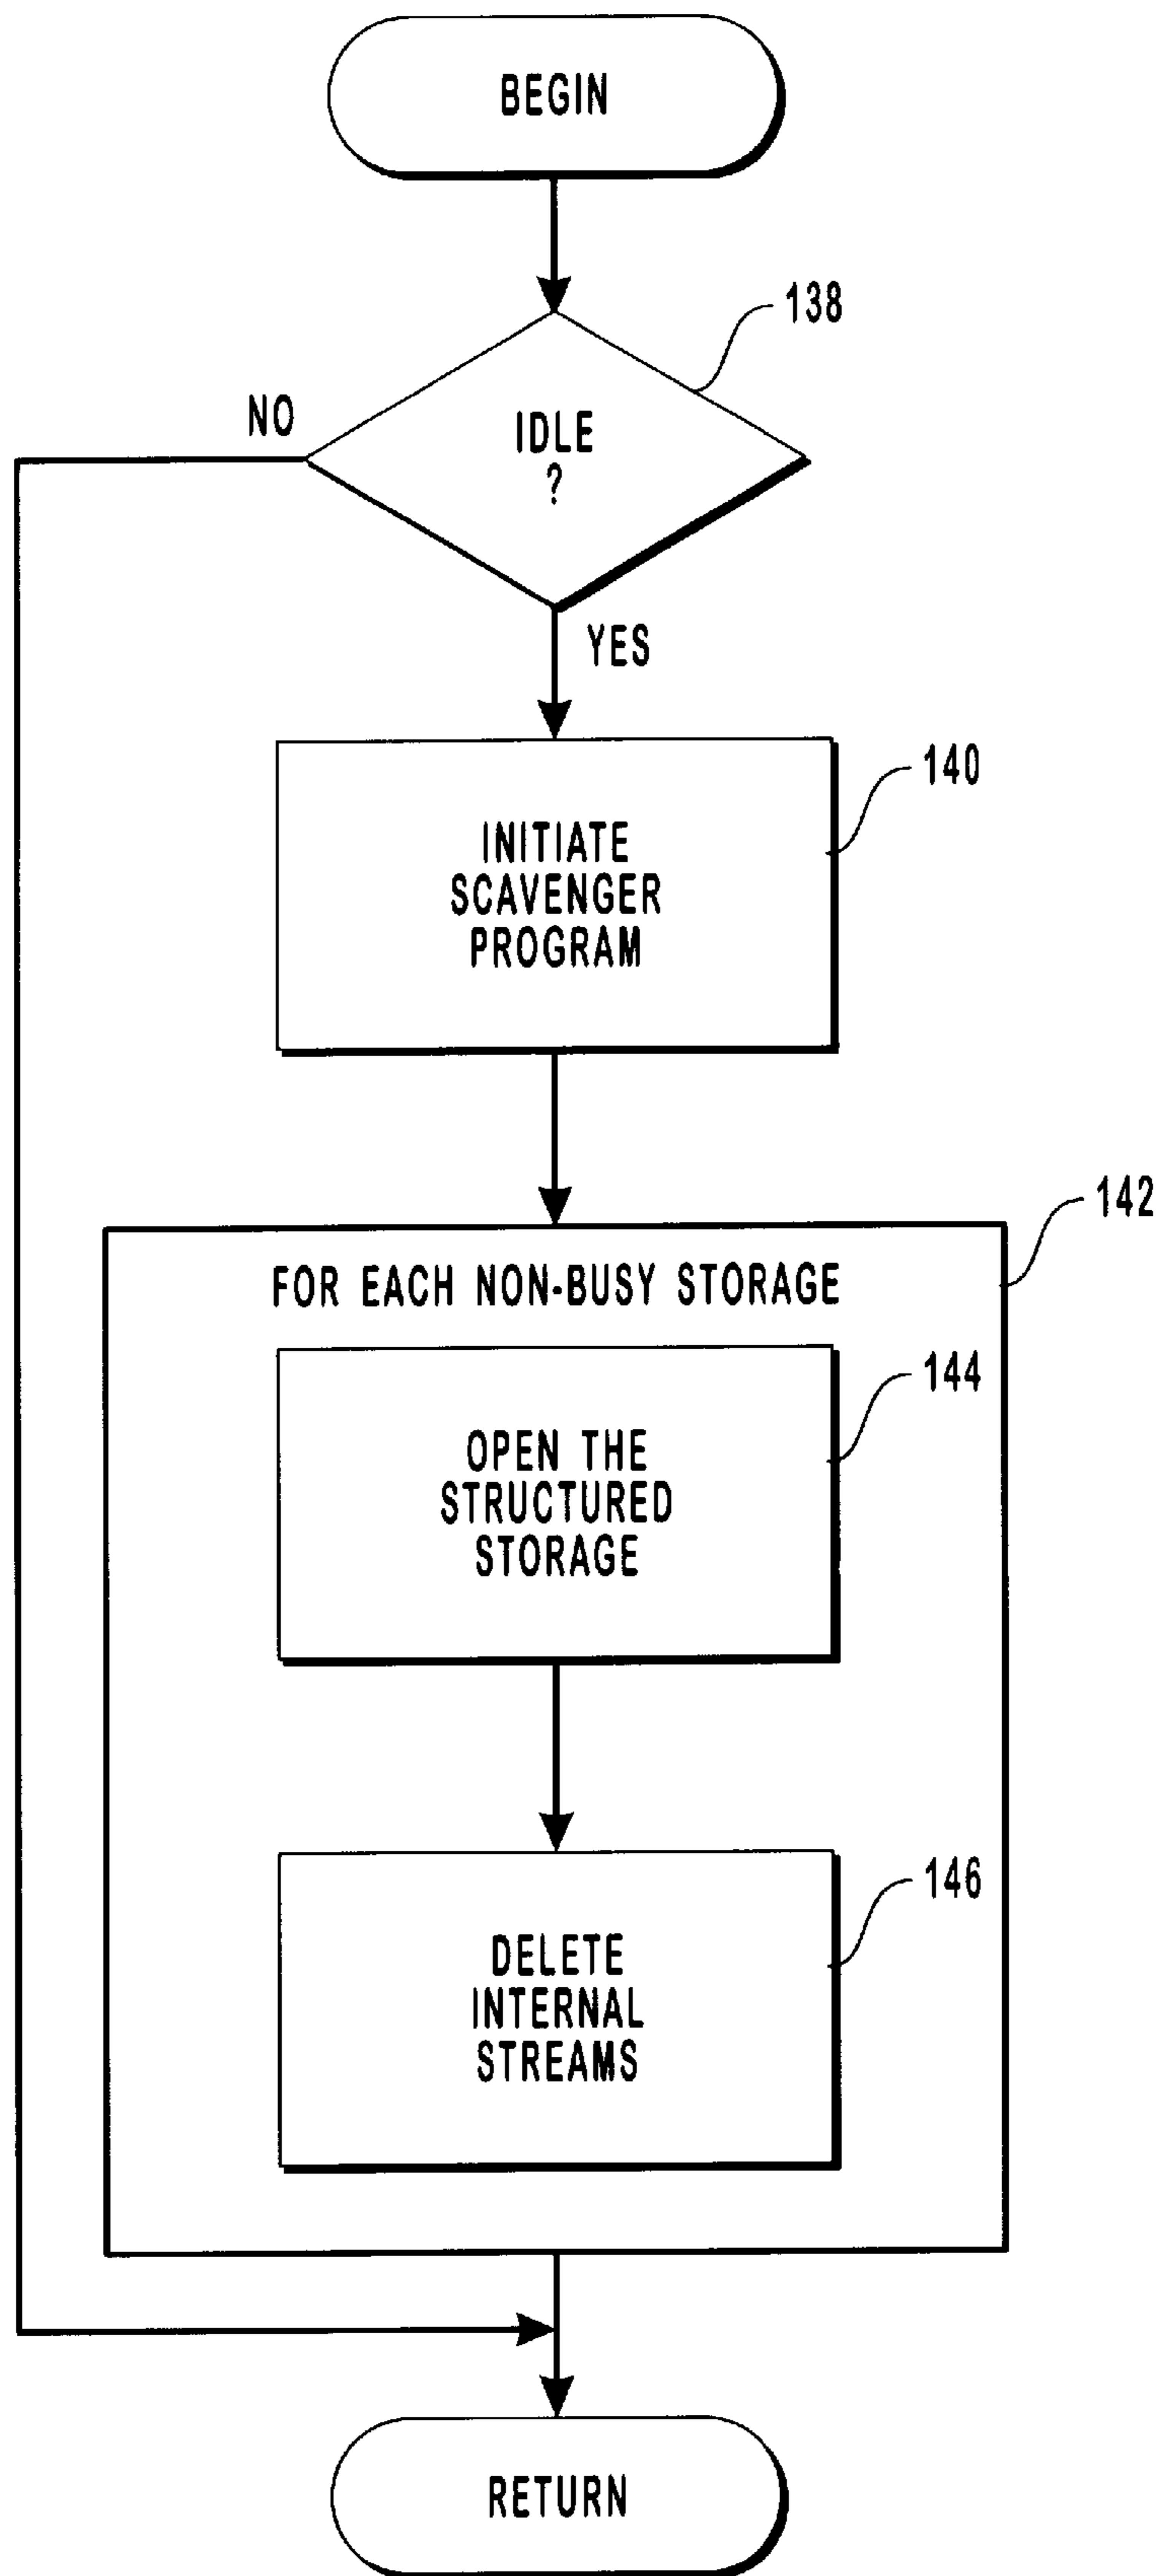 BEGIN
138
NO
IDLE
?
YES
140
INITIATE
SCAVENGER
PROGRAM
142
FOR EACH NON-BUSY STORAGE
144
OPEN THE
STRUCTURED
STORAGE
146
DELETE
INTERNAL
STREAMS
RETURN